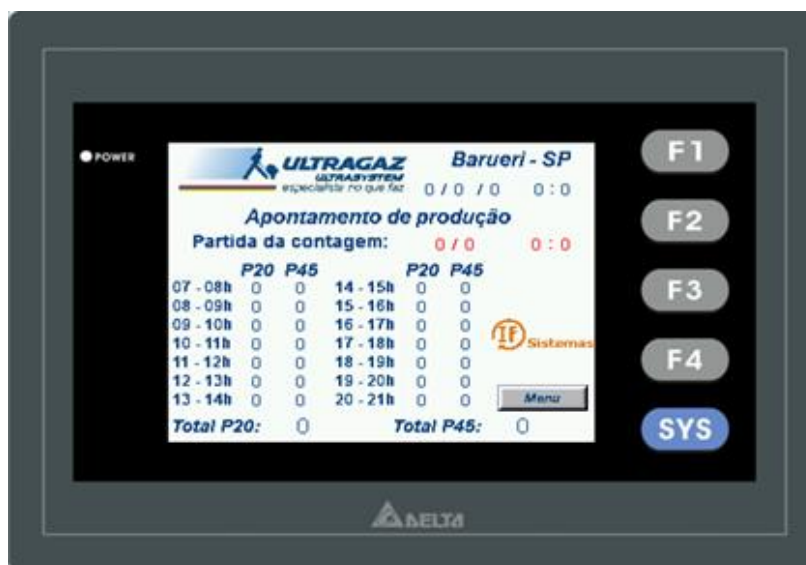 POWER
ULTRAGAZ
ULTRASYSTEM
especialista no que faz
Barueri - SP
0 / 0 / 0 0 : 0
Apontamento de produção
Partida da contagem: 0 / 0 0 : 0
P20 P45 P20 P45
07 - 08h 0 0 14 - 15h 0 0
08 - 09h 0 0 15 - 16h 0 0
09 - 10h 0 0 16 - 17h 0 0
10 - 11h 0 0 17 - 18h 0 0
11 - 12h 0 0 18 - 19h 0 0
12 - 13h 0 0 19 - 20h 0 0
13 - 14h 0 0 20 - 21h 0 0
IF Sistemas
Menu
Total P20: 0 Total P45: 0
F1
F2
F3
F4
SYS
DELTA